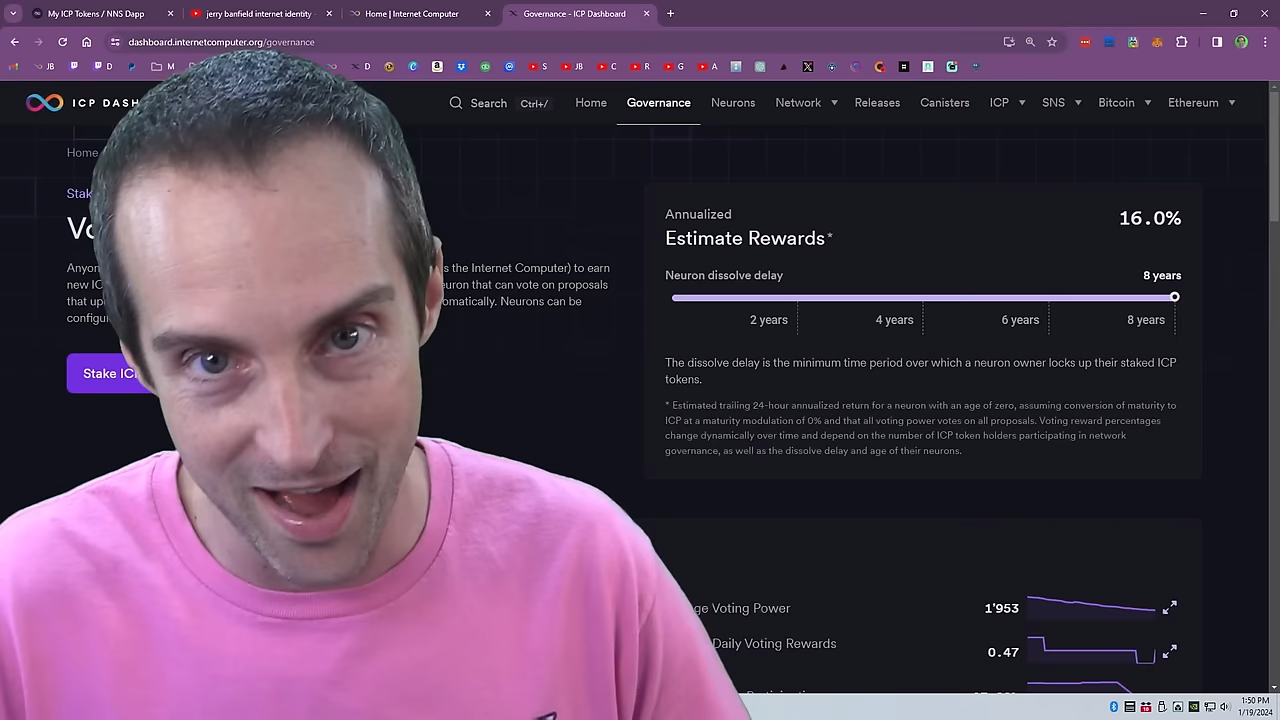 My ICP Tokens / NNS Dapp
jerry banfield internet identity
Home | Internet Computer
Governance - ICP Dashboard
dashboard.internetcomputer.org/governance
JB
D
M
D
S
JB
C
R
G
A
ICP DASH
Search Ctrl+/
Home
Governance
Neurons
Network
Releases
Canisters
ICP
SNS
Bitcoin
Ethereum
Home
Stak
Vo
Anyon
s the Internet Computer) to earn
new IC
euron that can vote on proposals
that up
omatically. Neurons can be
configu
Stake IC
Annualized
16.0%
Estimate Rewards*
Neuron dissolve delay
8 years
2 years
4 years
6 years
8 years
The dissolve delay is the minimum time period over which a neuron owner locks up their staked ICP
tokens.
* Estimated trailing 24-hour annualized return for a neuron with an age of zero, assuming conversion of maturity to
ICP at a maturity modulation of 0% and that all voting power votes on all proposals. Voting reward percentages
change dynamically over time and depend on the number of ICP token holders participating in network
governance, as well as the dissolve delay and age of their neurons.
ge Voting Power
1'953
Daily Voting Rewards
0.47
1:50 PM
1/19/2024